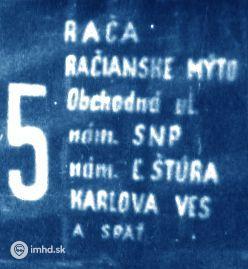 RAČA
RAČIANSKE MÝTO
Obchodná ul.
5
nám. SNP
nám. Ľ. ŠTÚRA
KARLOVA VES
A SPÄŤ
imhd.sk